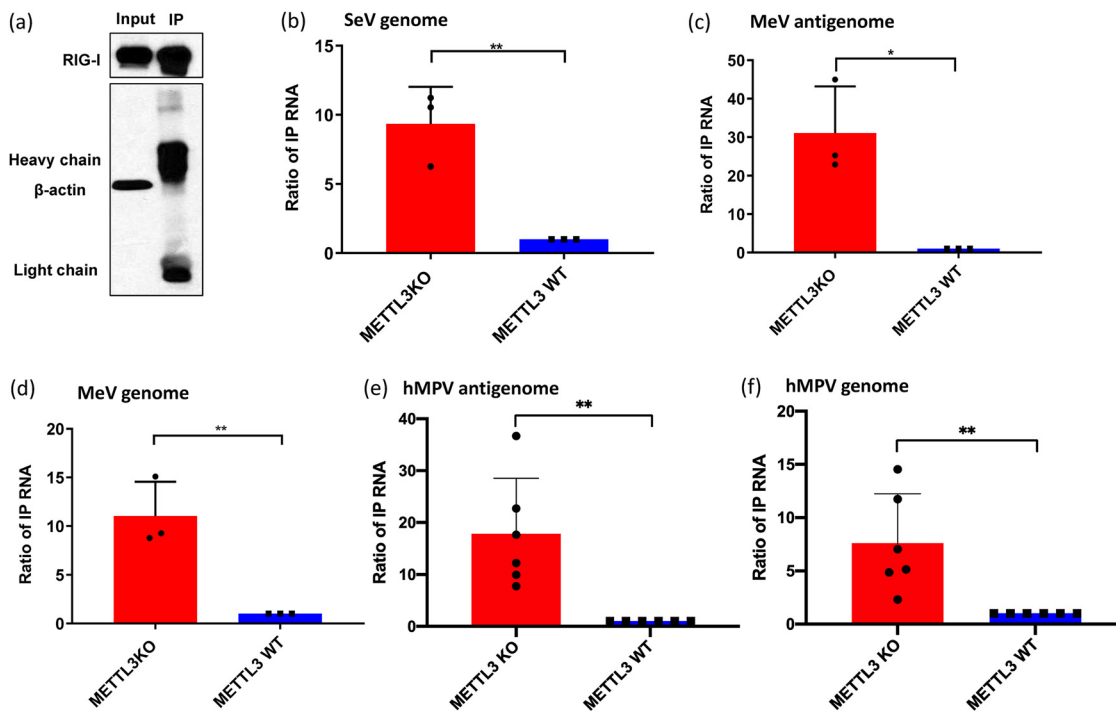 (a)
Input IP
RIG-I
Heavy chain
β-actin
Light chain
(b)
SeV genome
**
Ratio of IP RNA
15
10
5
0
METTL3KO
METTL3 WT
(c)
MeV antigenome
*
Ratio of IP RNA
50
40
30
20
10
0
METTL3KO
METTL3 WT
(d)
MeV genome
**
Ratio of IP RNA
20
15
10
5
0
METTL3KO
METTL3 WT
(e)
hMPV antigenome
**
Ratio of IP RNA
40
30
20
10
0
METTL3 KO
METTL3 WT
(f)
hMPV genome
**
Ratio of IP RNA
15
10
5
0
METTL3 KO
METTL3 WT